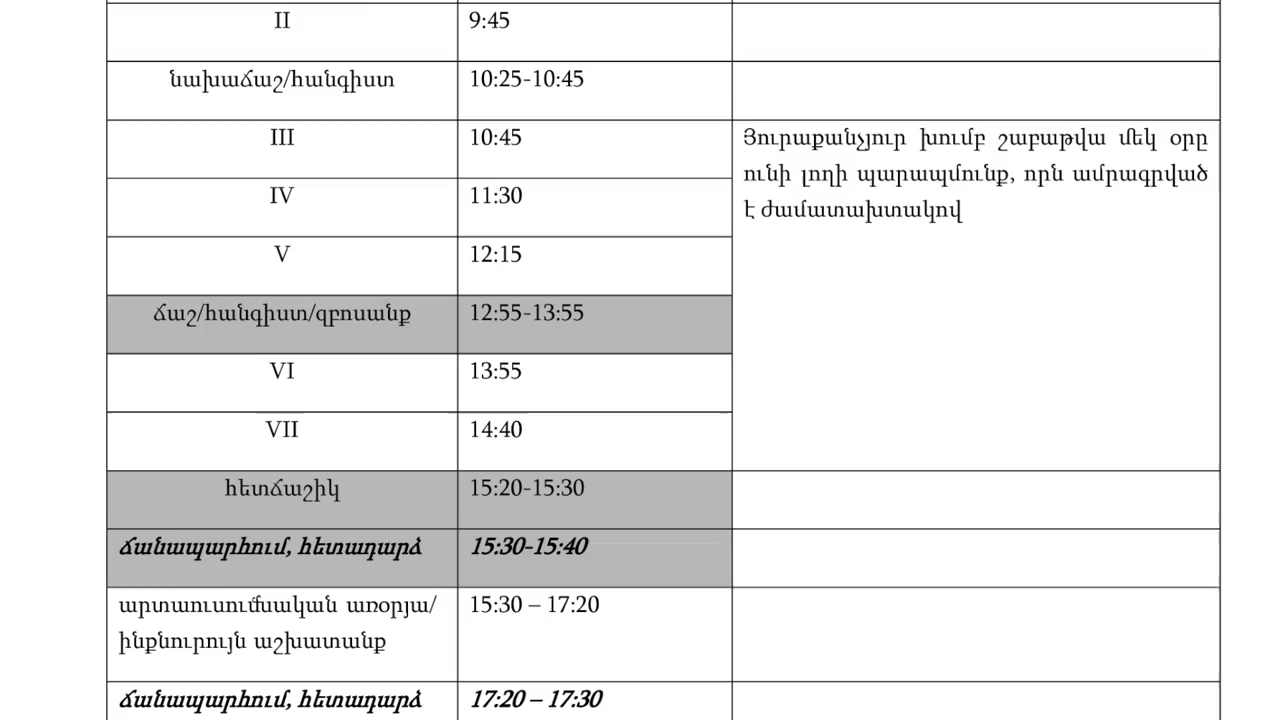 II 9:45
նախաճաշ/հանգիստ 10:25-10:45
III 10:45 Յուրաքանչյուր խումբ շաբաթվա մեկ օրը
ունի լողի պարապմունք, որն ամրագրված
է ժամատախտակով
IV 11:30
V 12:15
ճաշ/հանգիստ/զբոսանք 12:55-13:55
VI 13:55
VII 14:40
հետճաշիկ 15:20-15:30
ճանապարհում, հետադարձ 15:30-15:40
արտաուսումնական առօրյա/ 15:30 – 17:20
ինքնուրույն աշխատանք
ճանապարհում, հետադարձ 17:20 – 17:30